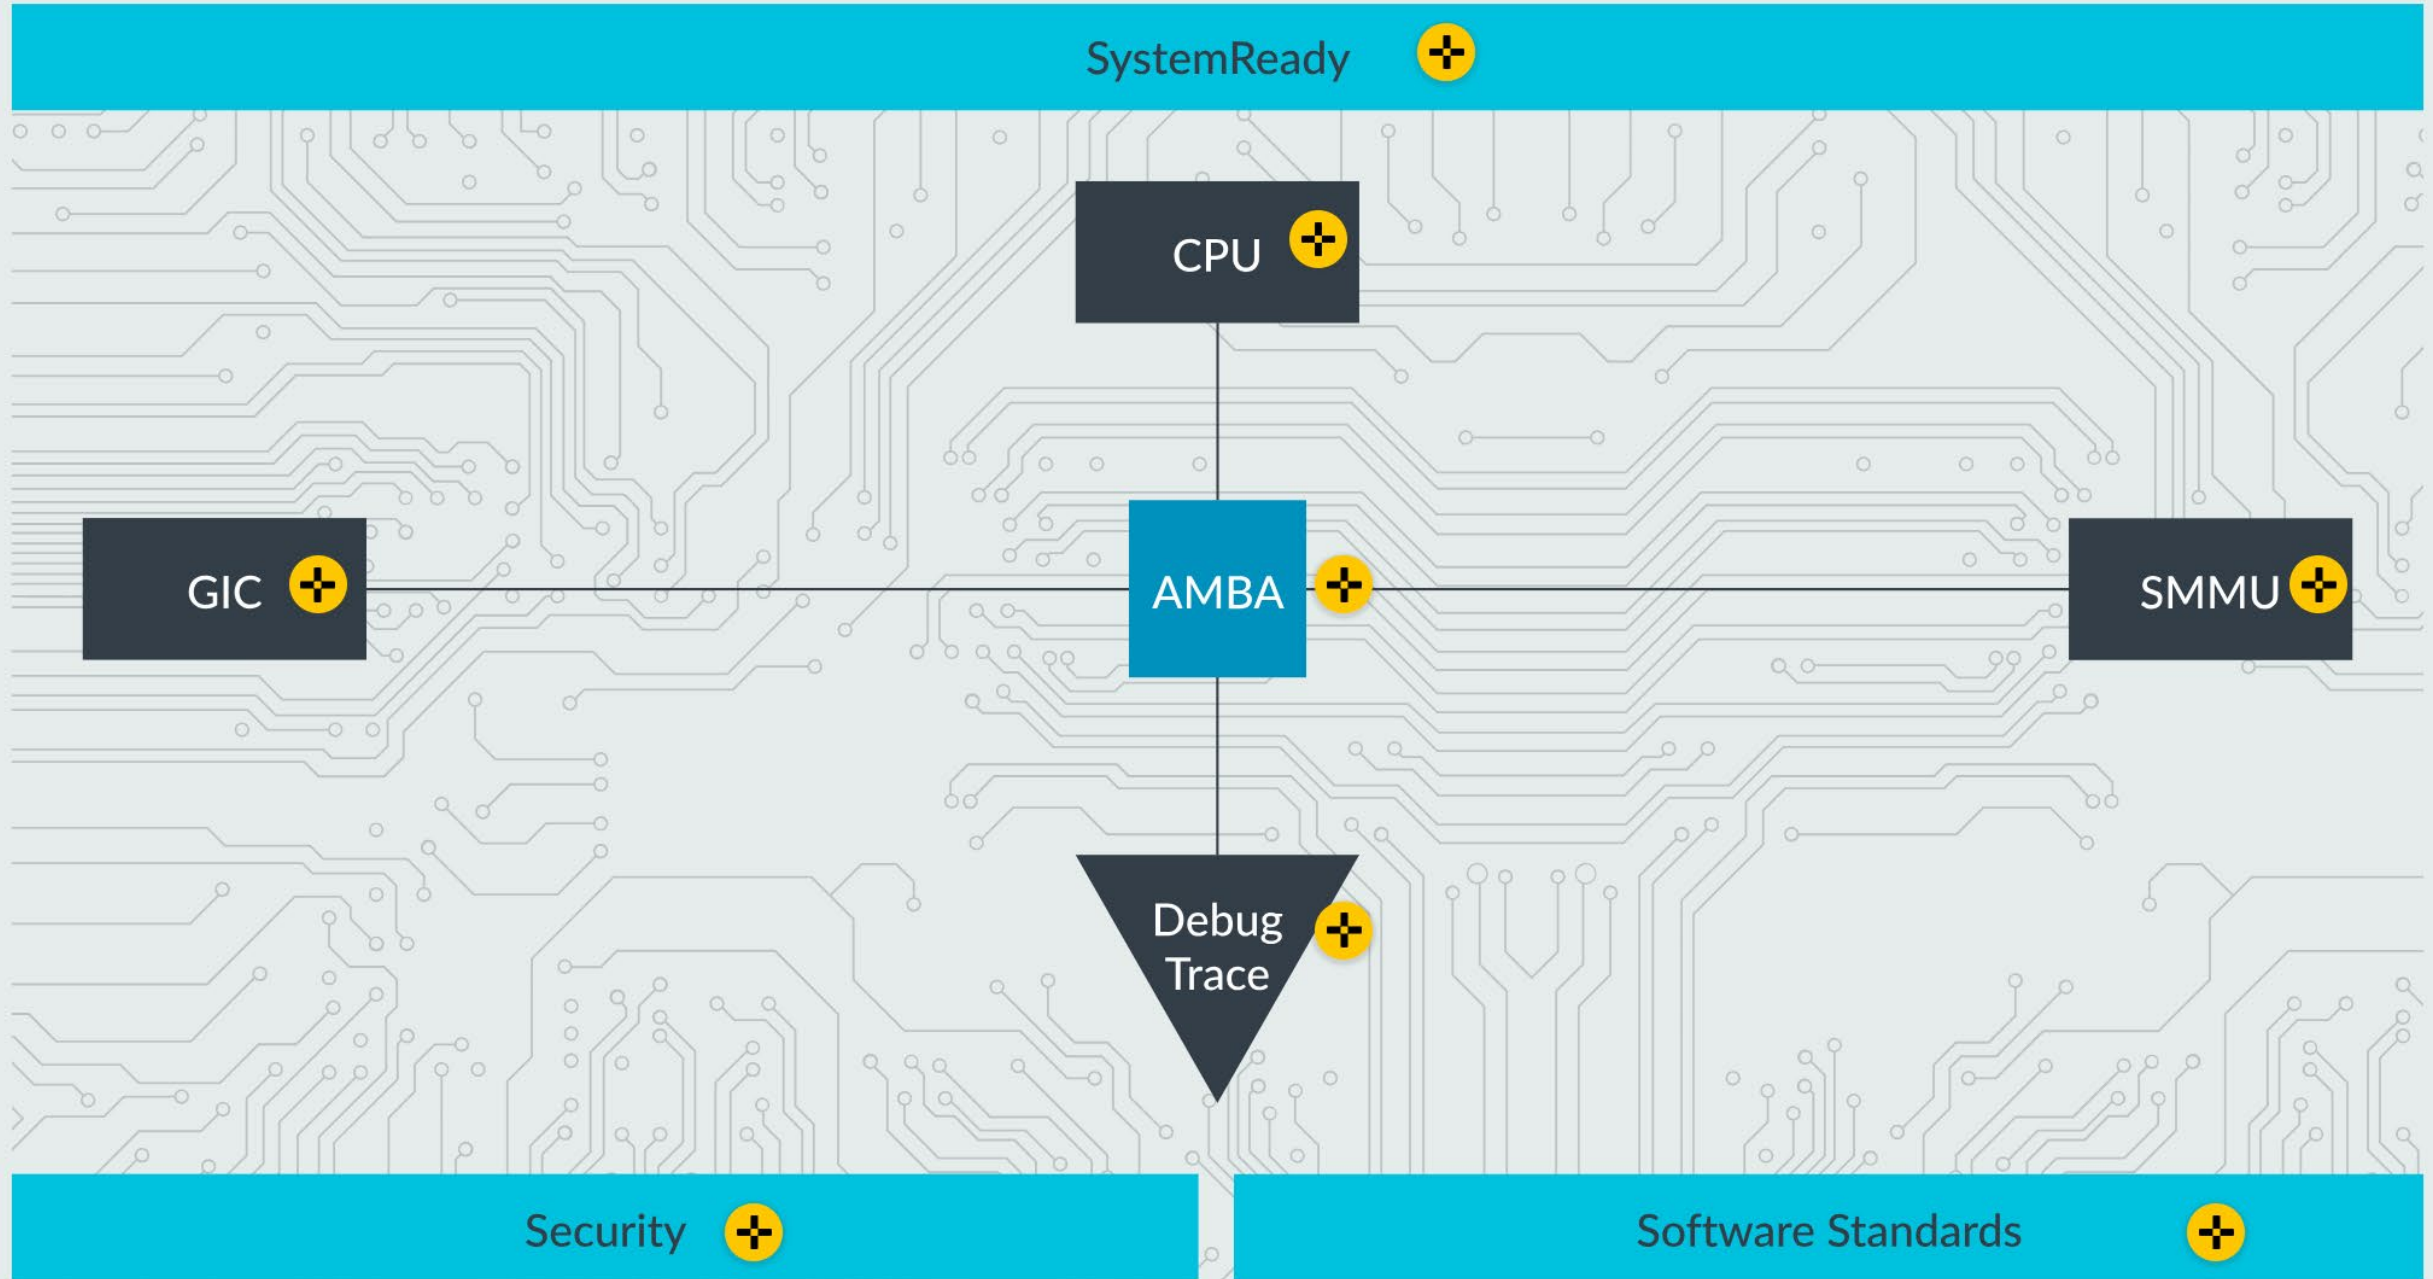 SystemReady
CPU
GIC
AMBA
SMMU
Debug
Trace
Security
Software Standards